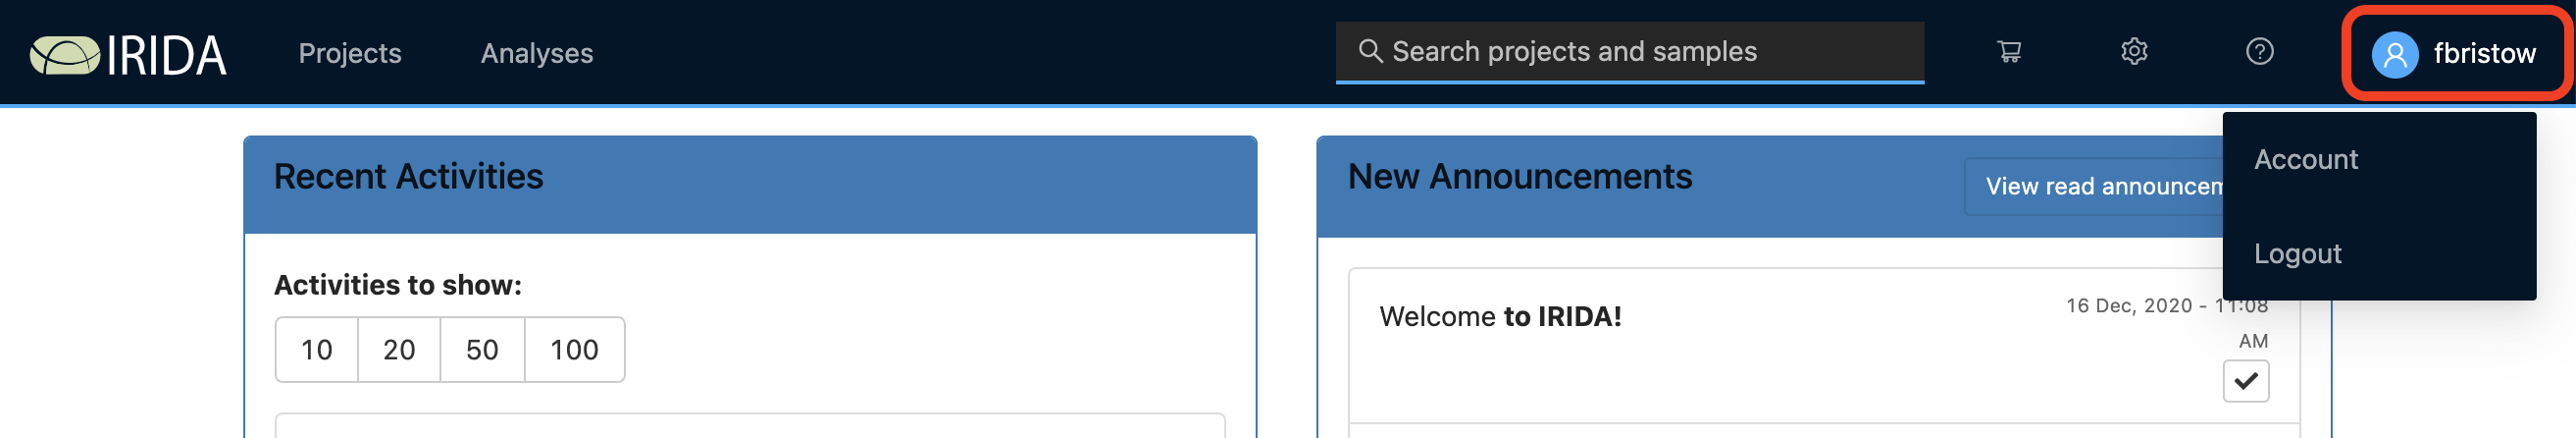 IRIDA
Projects
Analyses
Search projects and samples
fbristow
Account
Logout
Recent Activities
Activities to show:
10 20 50 100
New Announcements
View read announcem
Welcome to IRIDA!
16 Dec, 2020 - 11:08
AM